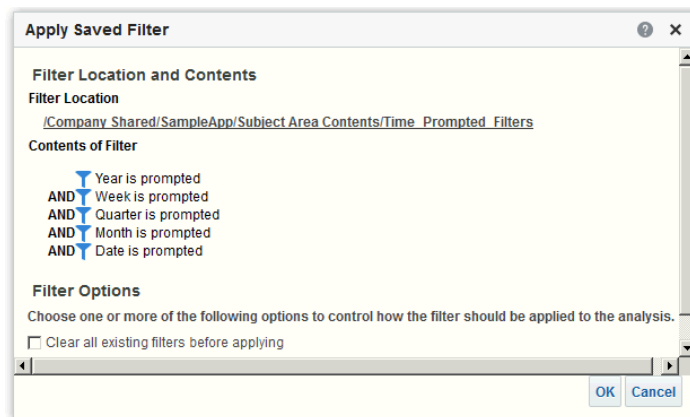 Apply Saved Filter
Filter Location and Contents
Filter Location
/Company Shared/SampleApp/Subject Area Contents/Time_Prompted_Filters
Contents of Filter
Year is prompted
AND Week is prompted
AND Quarter is prompted
AND Month is prompted
AND Date is prompted
Filter Options
Choose one or more of the following options to control how the filter should be applied to the analysis.
Clear all existing filters before applying
OK Cancel